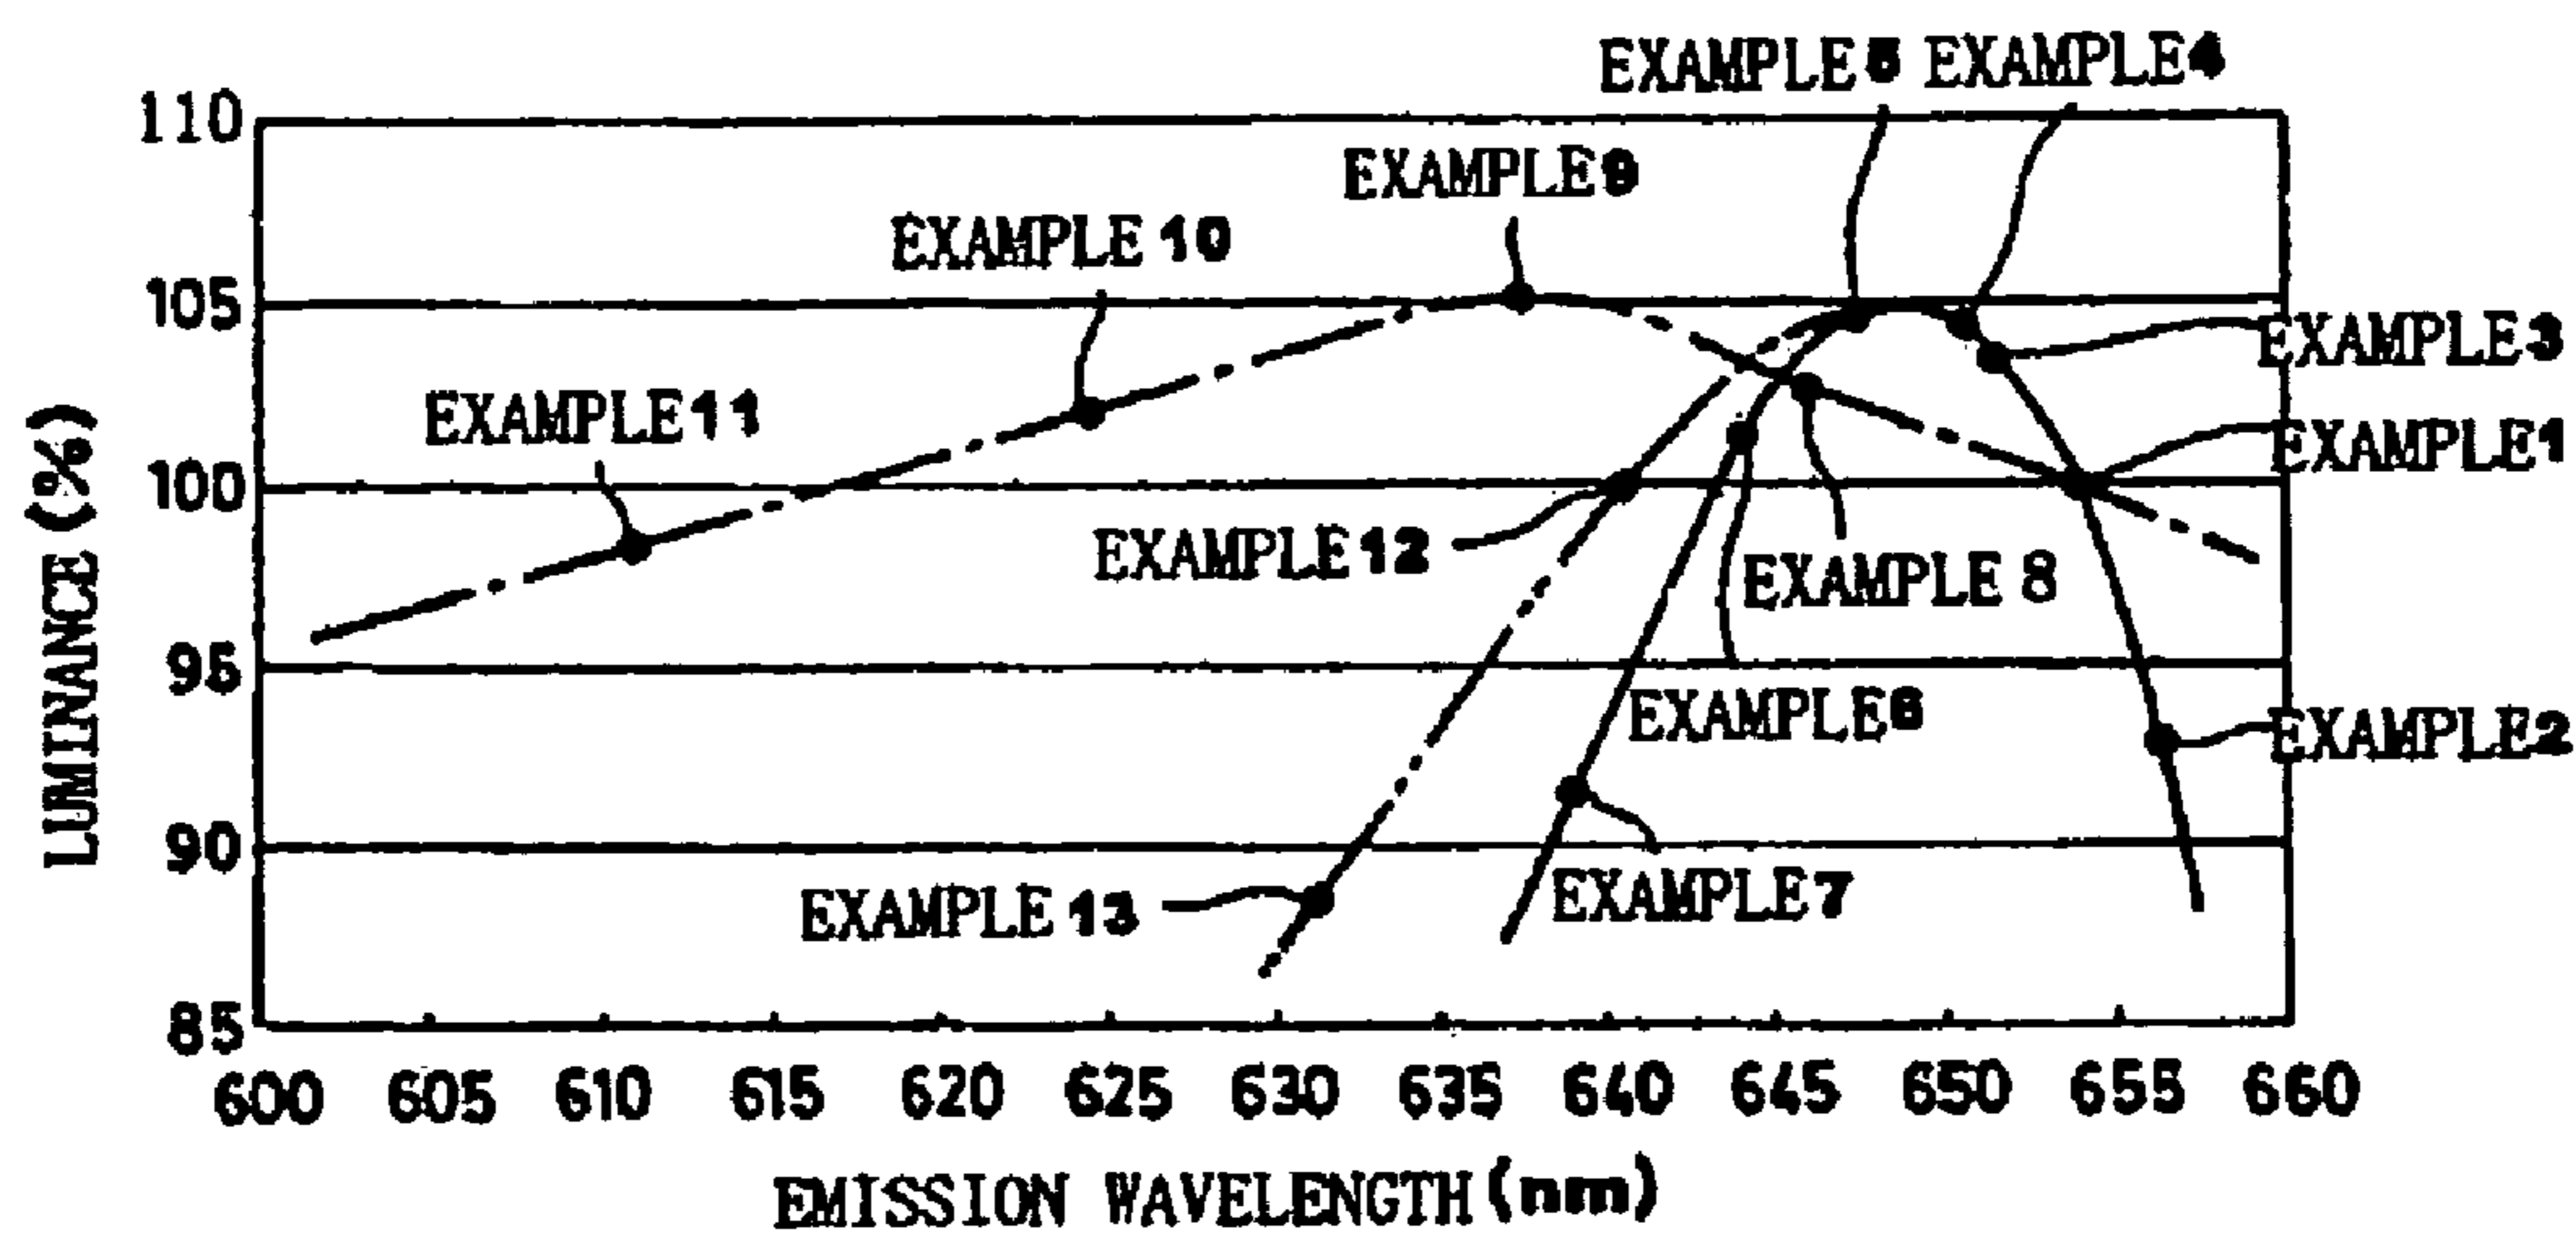 EXAMPLE 5 EXAMPLE 4
110
EXAMPLE 9
EXAMPLE 10
105
EXAMPLE 3
EXAMPLE 11
EXAMPLE 1
100
EXAMPLE 12
EXAMPLE 8
95
EXAMPLE 6
EXAMPLE 2
90
EXAMPLE 13
EXAMPLE 7
85
600 605 610 615 620 625 630 635 640 645 650 655 660
EMISSION WAVELENGTH (nm)
LUMINANCE (%)